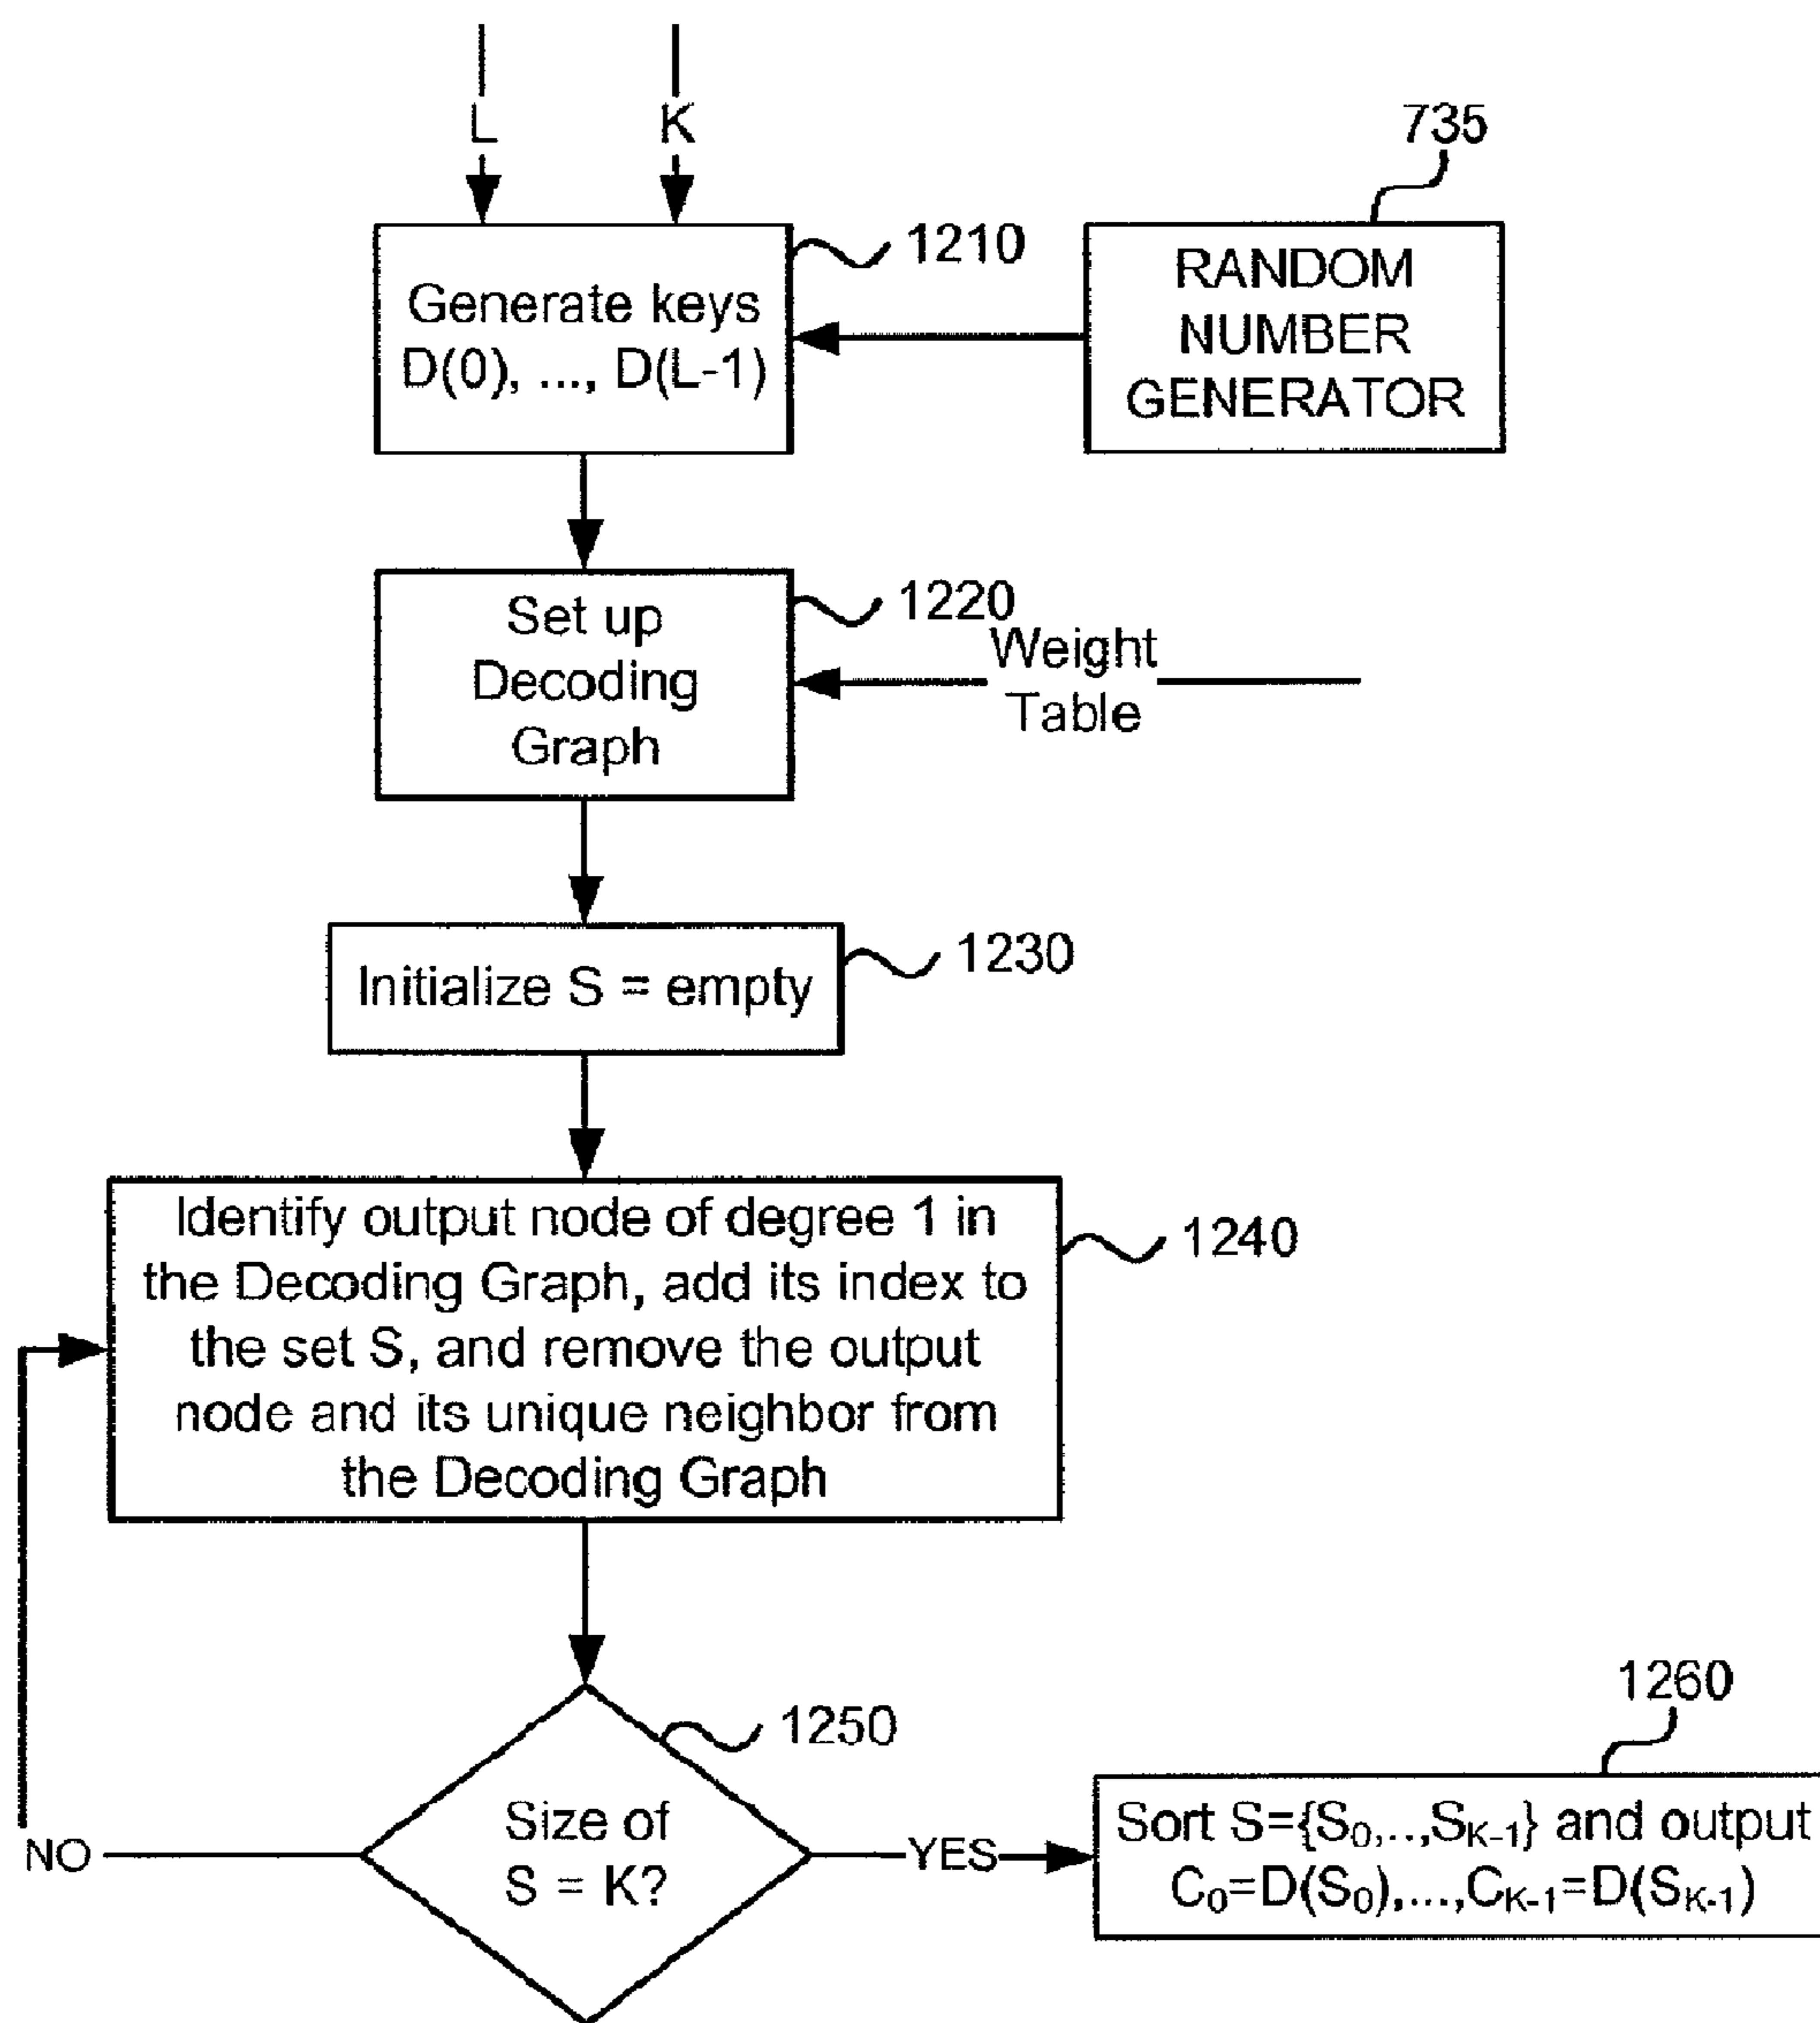 L
K
735
1210
Generate keys
D(0), ..., D(L-1)
RANDOM
NUMBER
GENERATOR
1220
Set up
Decoding
Graph
Weight
Table
1230
Initialize S = empty
1240
Identify output node of degree 1 in
the Decoding Graph, add its index to
the set S, and remove the output
node and its unique neighbor from
the Decoding Graph
1250
Size of
S = K?
NO
YES
1260
Sort S={S₀,..,S_K-1} and output
C₀=D(S₀),...,C_K-1=D(S_K-1)